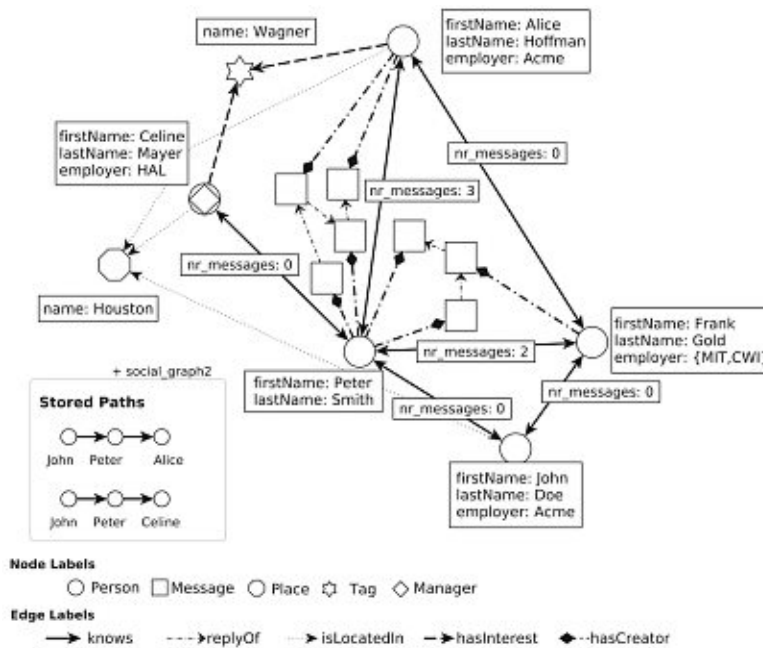 name: Wagner
firstName: Alice
lastName: Hoffman
employer: Acme
firstName: Celine
lastName: Mayer
employer: HAL
nr_messages: 0
nr_messages: 3
nr_messages: 0
name: Houston
firstName: Frank
lastName: Gold
employer: {MIT,CWI}
nr_messages: 2
+ social_graph2
firstName: Peter
lastName: Smith
nr_messages: 0
nr_messages: 0
Stored Paths
John Peter Alice
John Peter Celine
firstName: John
lastName: Doe
employer: Acme
Node Labels
Person Message Place Tag Manager
Edge Labels
knows replyOf isLocatedIn hasInterest hasCreator